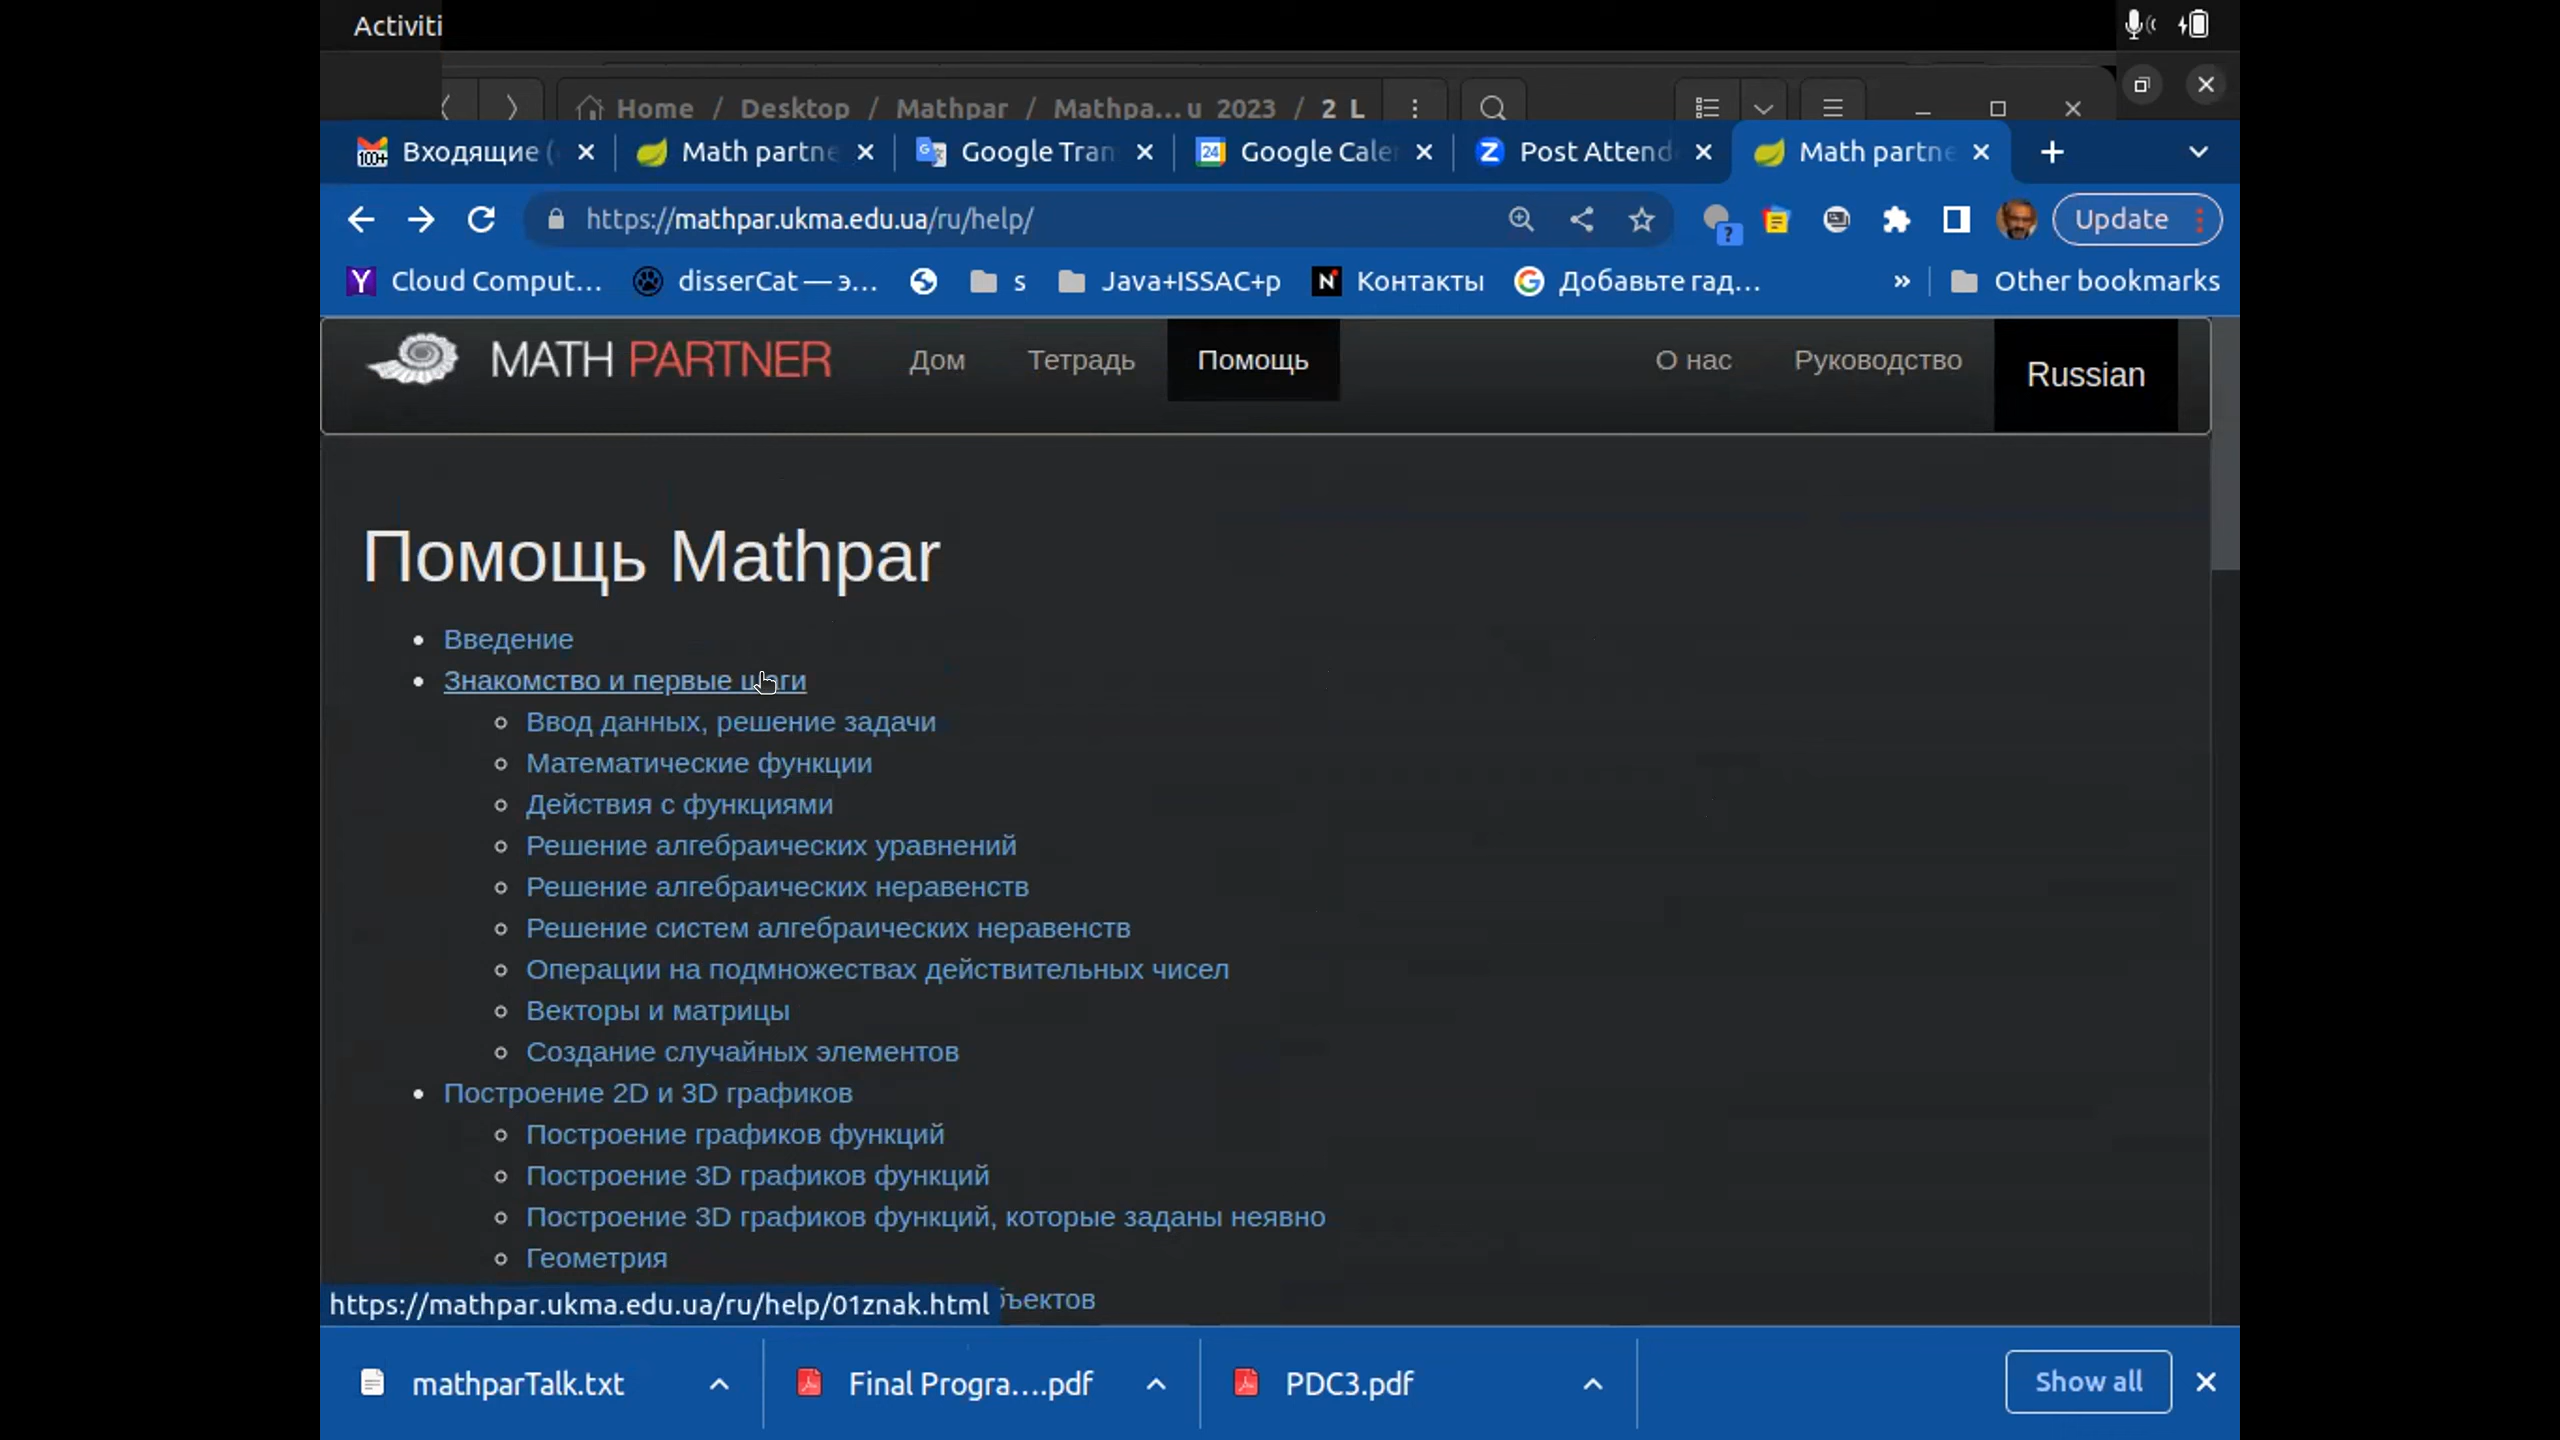 Activiti
Home / Desktop / Mathpar / Mathpa...u 2023 / 2 L
Входящие ( Math partne Google Tran Google Cale Post Attend Math partne
https://mathpar.ukma.edu.ua/ru/help/ Update
Cloud Comput... disserCat — э... s Java+ISSAC+p Контакты Добавьте гад... » Other bookmarks
MATH PARTNER Дом Тетрадь Помощь О нас Руководство Russian
Помощь Mathpar
Введение
Знакомство и первые шаги
Ввод данных, решение задачи
Математические функции
Действия с функциями
Решение алгебраических уравнений
Решение алгебраических неравенств
Решение систем алгебраических неравенств
Операции на подмножествах действительных чисел
Векторы и матрицы
Создание случайных элементов
Построение 2D и 3D графиков
Построение графиков функций
Построение 3D графиков функций
Построение 3D графиков функций, которые заданы неявно
Геометрия
https://mathpar.ukma.edu.ua/ru/help/01znak.html бъектов
mathparTalk.txt Final Progra....pdf PDC3.pdf Show all